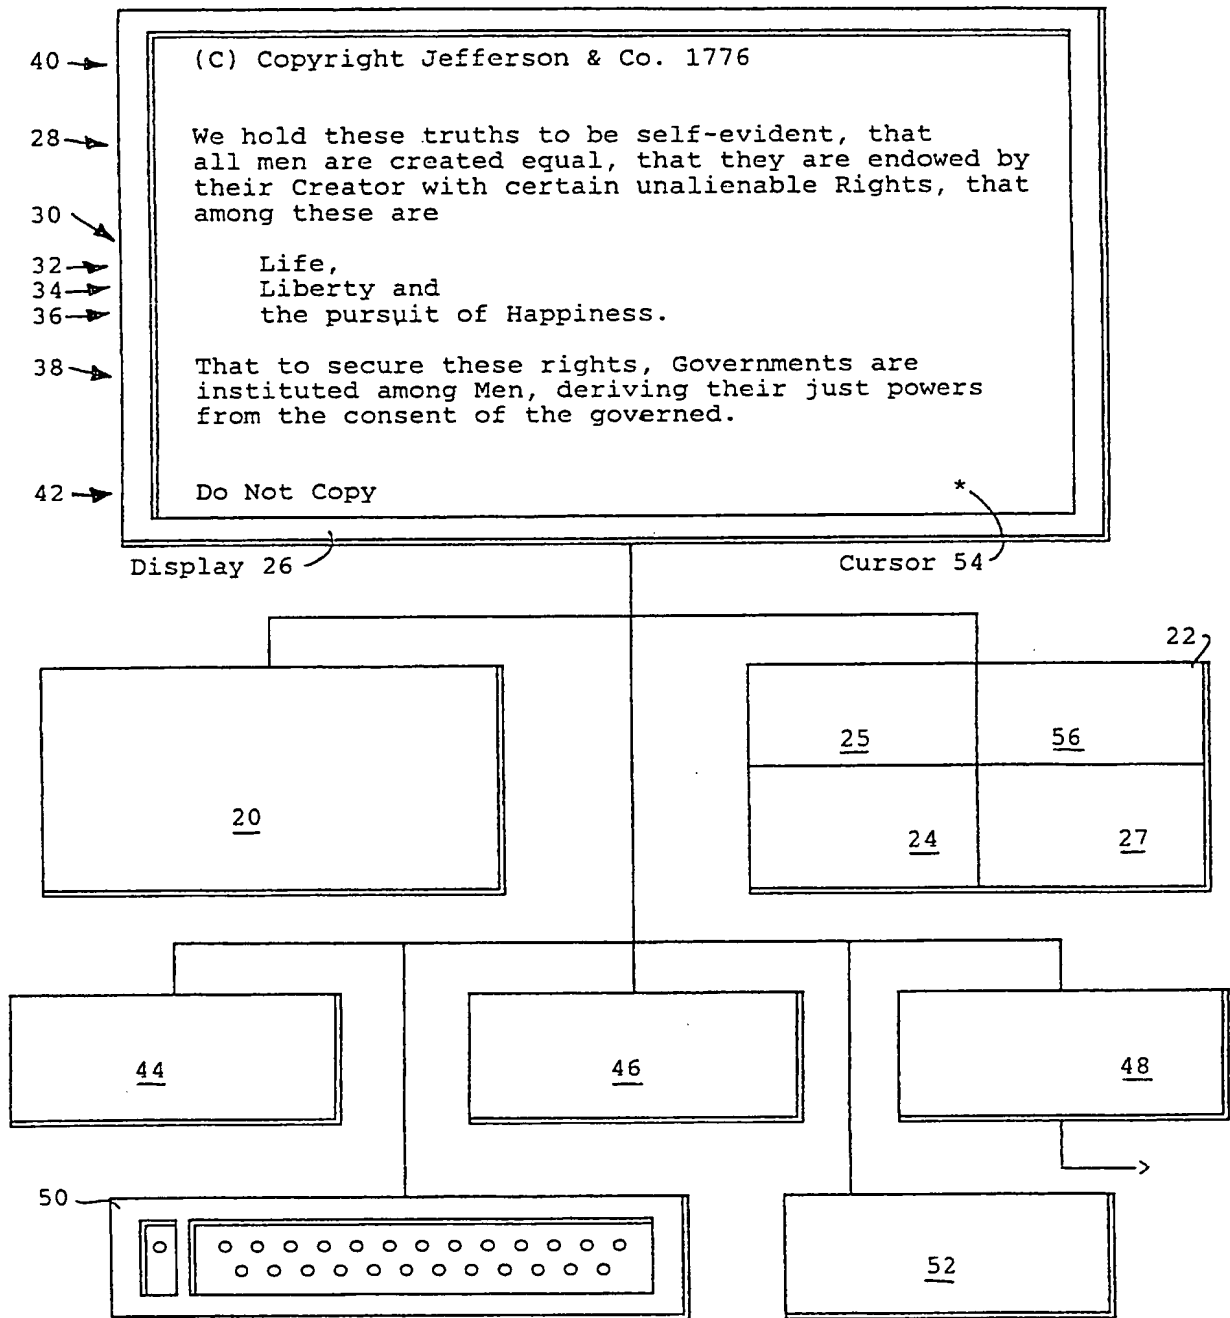 40
(C) Copyright Jefferson & Co. 1776
28
We hold these truths to be self-evident, that
all men are created equal, that they are endowed by
their Creator with certain unalienable Rights, that
among these are
30
32
Life,
34
Liberty and
36
the pursuit of Happiness.
38
That to secure these rights, Governments are
instituted among Men, deriving their just powers
from the consent of the governed.
42
Do Not Copy *
Display 26
Cursor 54
22
25
56
20
24
27
44
46
48
50
52